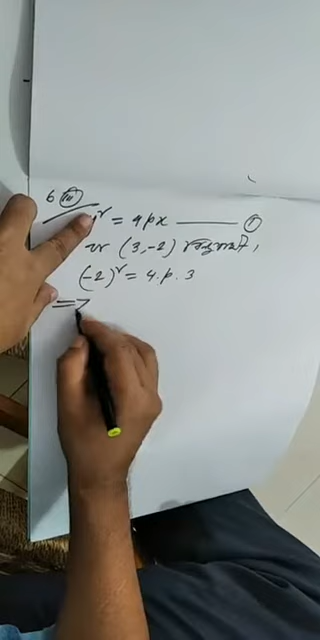 6 (iii)
y² = 4px ——— (1)
যা (3,-2) বিন্দুগামী,
(-2)² = 4.p.3
=>